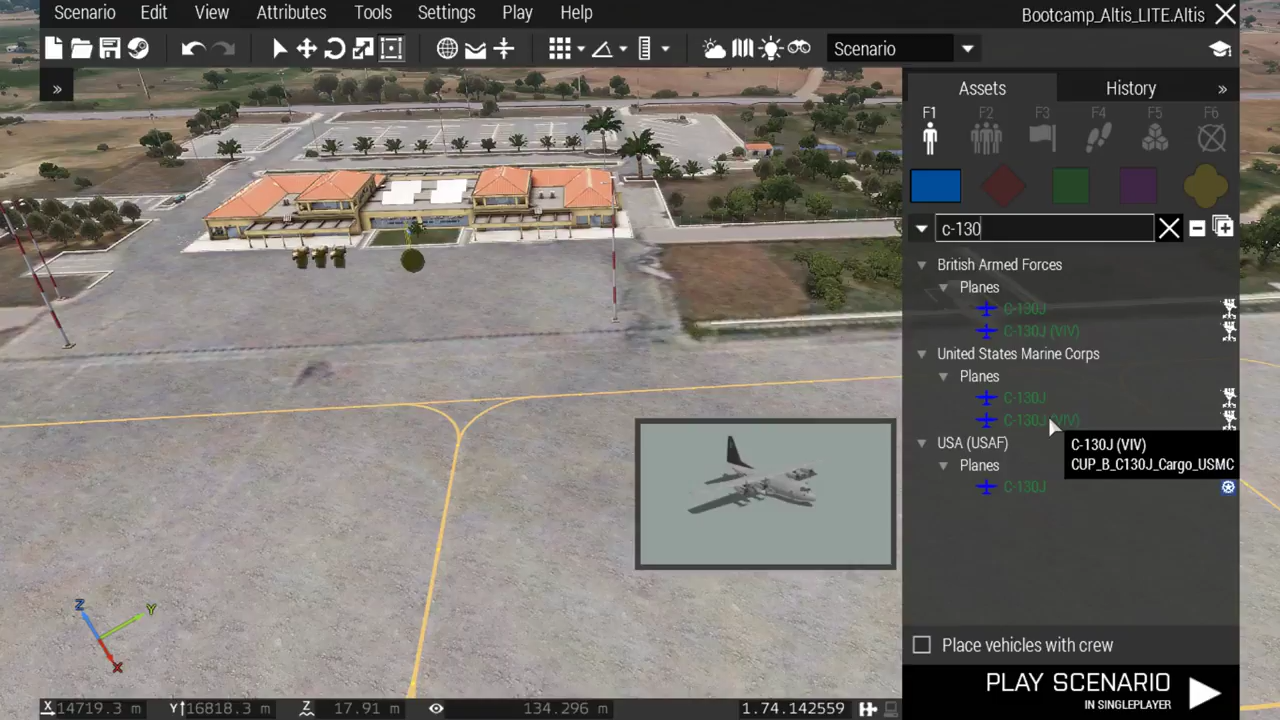 Scenario Edit View Attributes Tools Settings Play Help Bootcamp_Altis_LITE.Altis
Scenario
»
Assets History »
F1 F2 F3 F4 F5 F6
c-130
British Armed Forces
Planes
C-130J
C-130J (VIV)
United States Marine Corps
Planes
C-130J
C-130J (VIV)
USA (USAF)
Planes
C-130J
C-130J (VIV)
CUP_B_C130J_Cargo_USMC
Z Y X
Place vehicles with crew
PLAY SCENARIO
IN SINGLEPLAYER
X 14719.3 m Y 16818.3 m Z 17.91 m 134.296 m 1.74.142559